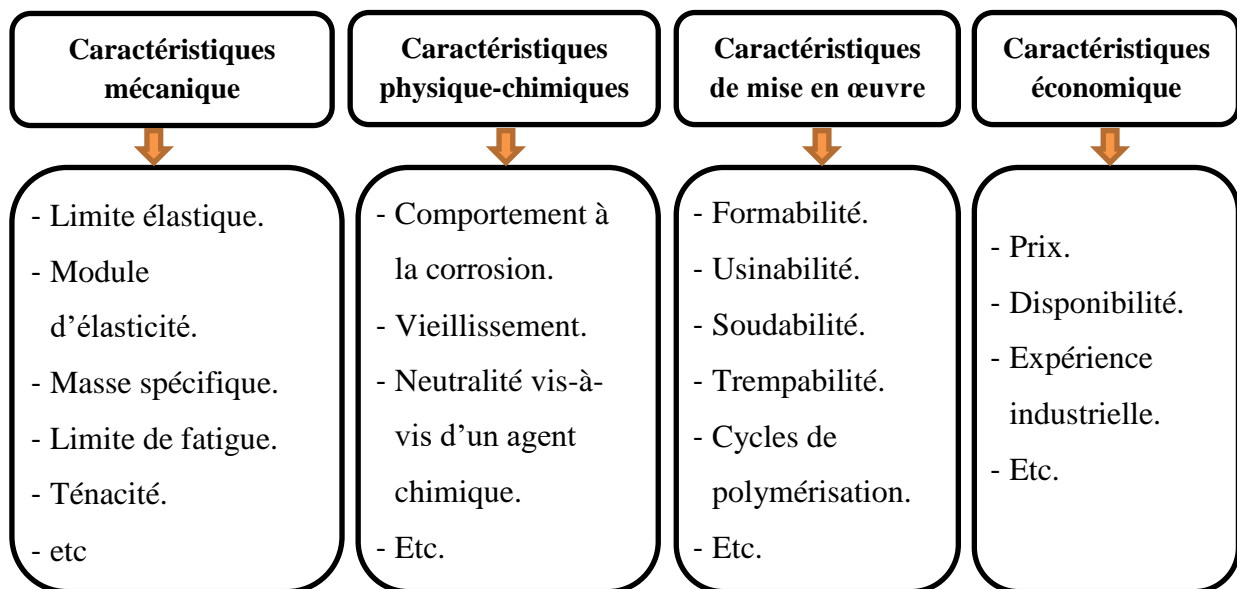 Caractéristiques
mécanique
- Limite élastique.
- Module
d’élasticité.
- Masse spécifique.
- Limite de fatigue.
- Ténacité.
- etc
Caractéristiques
physique-chimiques
- Comportement à
la corrosion.
- Vieillissement.
- Neutralité vis-à-
vis d’un agent
chimique.
- Etc.
Caractéristiques
de mise en œuvre
- Formabilité.
- Usinabilité.
- Soudabilité.
- Trempabilité.
- Cycles de
polymérisation.
- Etc.
Caractéristiques
économique
- Prix.
- Disponibilité.
- Expérience
industrielle.
- Etc.